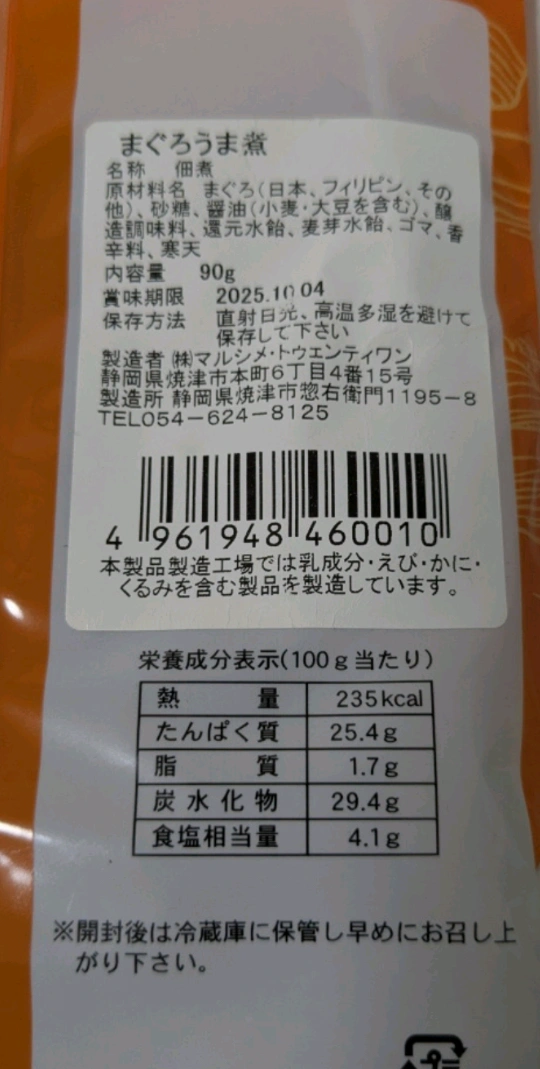 まぐろうま煮
名称 佃煮
原材料名 まぐろ(日本、フィリピン、その
他)、砂糖、醤油(小麦・大豆を含む)、醸
造調味料、還元水飴、麦芽水飴、ゴマ、香
辛料、寒天
内容量 90g
賞味期限 2025.10.04
保存方法 直射日光、高温多湿を避けて
保存して下さい
製造者 ㈱マルシメ・トゥエンティワン
静岡県焼津市本町6丁目4番15号
製造所 静岡県焼津市惣右衛門1195-8
TEL054-624-8125
4 961948 460010
本製品製造工場では乳成分・えび・かに・
くるみを含む製品を製造しています。
栄養成分表示(100g当たり)
熱量 235kcal
たんぱく質 25.4g
脂質 1.7g
炭水化物 29.4g
食塩相当量 4.1g
※開封後は冷蔵庫に保管し早めにお召し上
がり下さい。